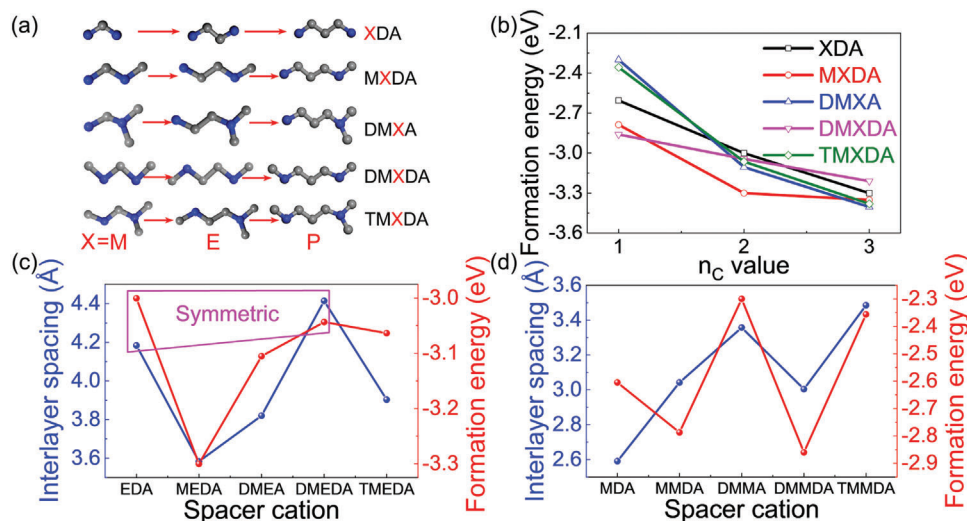 (a)
XDA
MXDA
DMXA
DMXDA
TMXDA
X=M E P
(b)
Formation energy (eV)
-2.1
-2.4
-2.7
-3.0
-3.3
-3.6
XDA
MXDA
DMXA
DMXDA
TMXDA
1 2 3
n_C value
(c)
Interlayer spacing (Å)
4.4
4.2
4.0
3.8
3.6
Symmetric
-3.0
-3.1
-3.2
-3.3
Formation energy (eV)
EDA MEDA DMEA DMEDA TMEDA
Spacer cation
(d)
Interlayer spacing (Å)
3.6
3.4
3.2
3.0
2.8
2.6
-2.3
-2.4
-2.5
-2.6
-2.7
-2.8
-2.9
Formation energy (eV)
MDA MMDA DMMA DMMDA TMMDA
Spacer cation